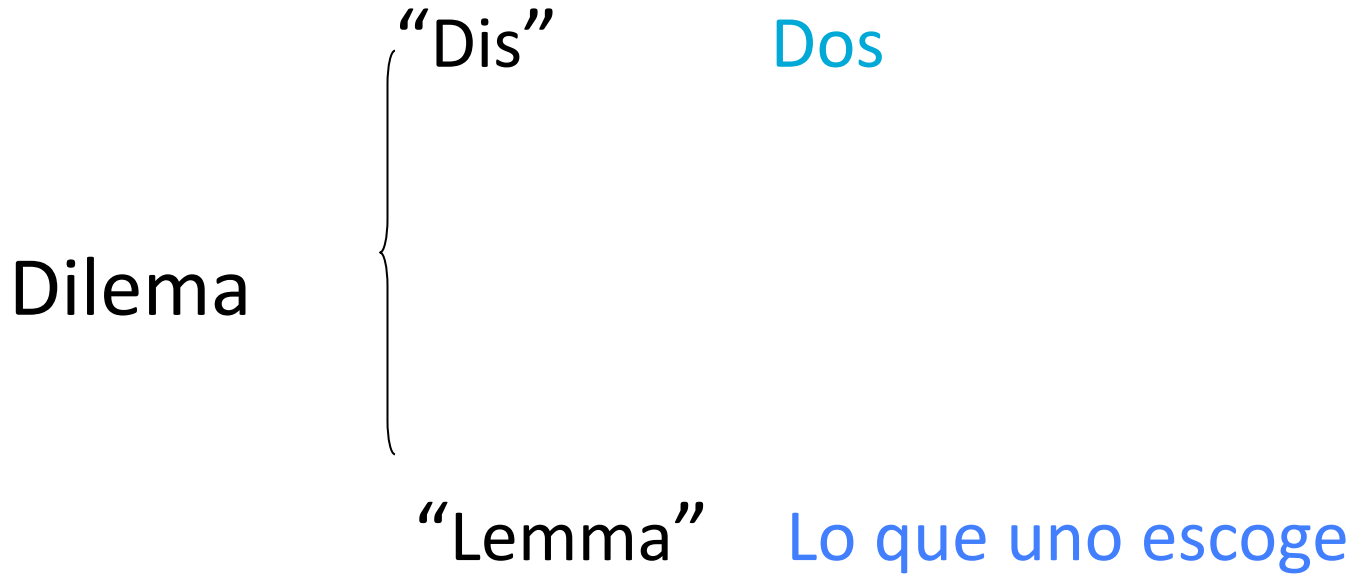 “Dis” Dos
Dilema
“Lemma” Lo que uno escoge